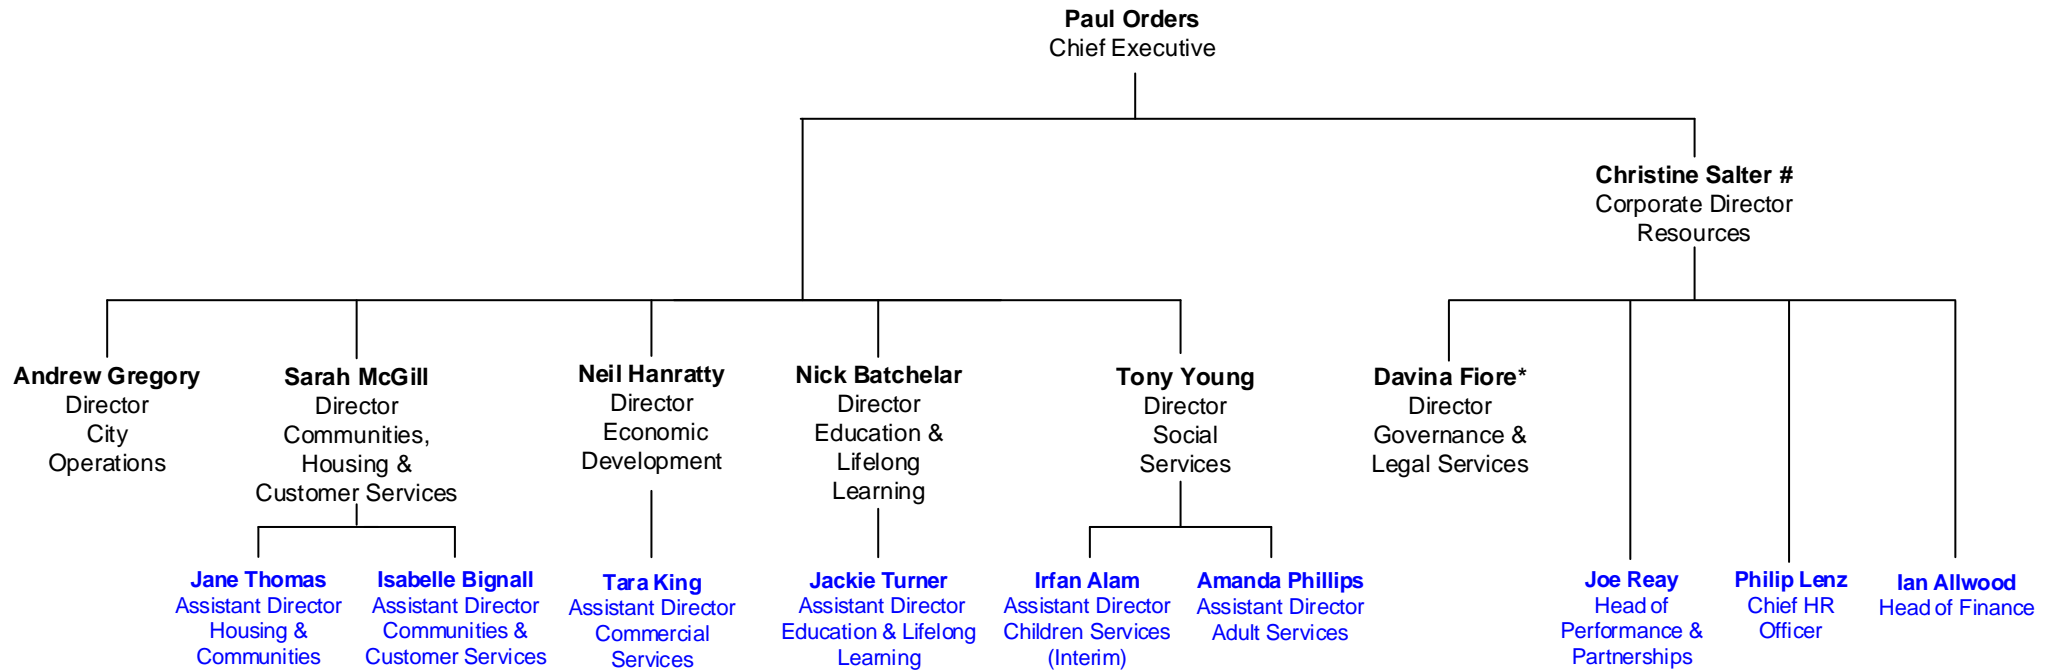 Paul Orders
Chief Executive
Christine Salter #
Corporate Director
Resources
Andrew Gregory
Director
City
Operations
Sarah McGill
Director
Communities,
Housing &
Customer Services
Neil Hanratty
Director
Economic
Development
Nick Batchelar
Director
Education &
Lifelong
Learning
Tony Young
Director
Social
Services
Davina Fiore*
Director
Governance &
Legal Services
Jane Thomas
Assistant Director
Housing &
Communities
Isabelle Bignall
Assistant Director
Communities &
Customer Services
Tara King
Assistant Director
Commercial
Services
Jackie Turner
Assistant Director
Education & Lifelong
Learning
Irfan Alam
Assistant Director
Children Services
(Interim)
Amanda Phillips
Assistant Director
Adult Services
Joe Reay
Head of
Performance &
Partnerships
Philip Lenz
Chief HR
Officer
Ian Allwood
Head of Finance